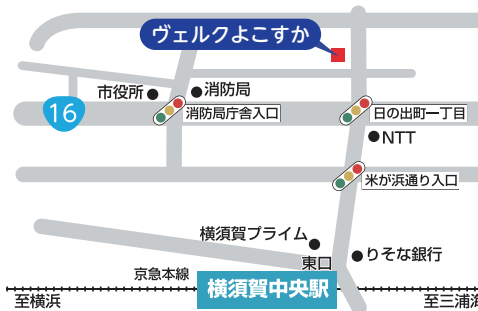 ヴェルクよこすか
市役所
消防局
16
消防局庁舎入口
日の出町一丁目
NTT
米が浜通り入口
横須賀プライム
東口
りそな銀行
京急本線
横須賀中央駅
至横浜
至三浦海